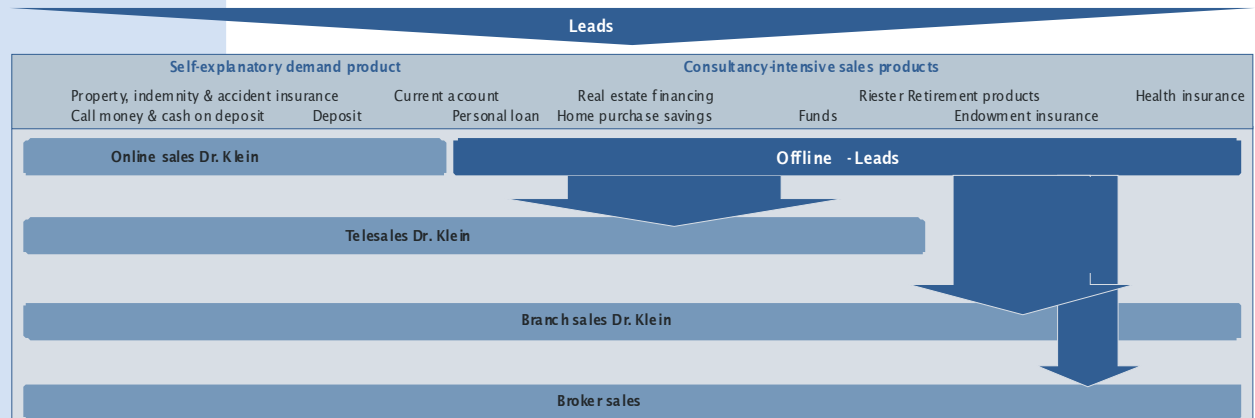 Leads
Self-explanatory demand product Consultancy-intensive sales products
Property, indemnity & accident insurance Current account Real estate financing Riester Retirement products Health insurance
Call money & cash on deposit Deposit Personal loan Home purchase savings Funds Endowment insurance
Online sales Dr. Klein Offline - Leads
Telesales Dr. Klein
Branch sales Dr. Klein
Broker sales